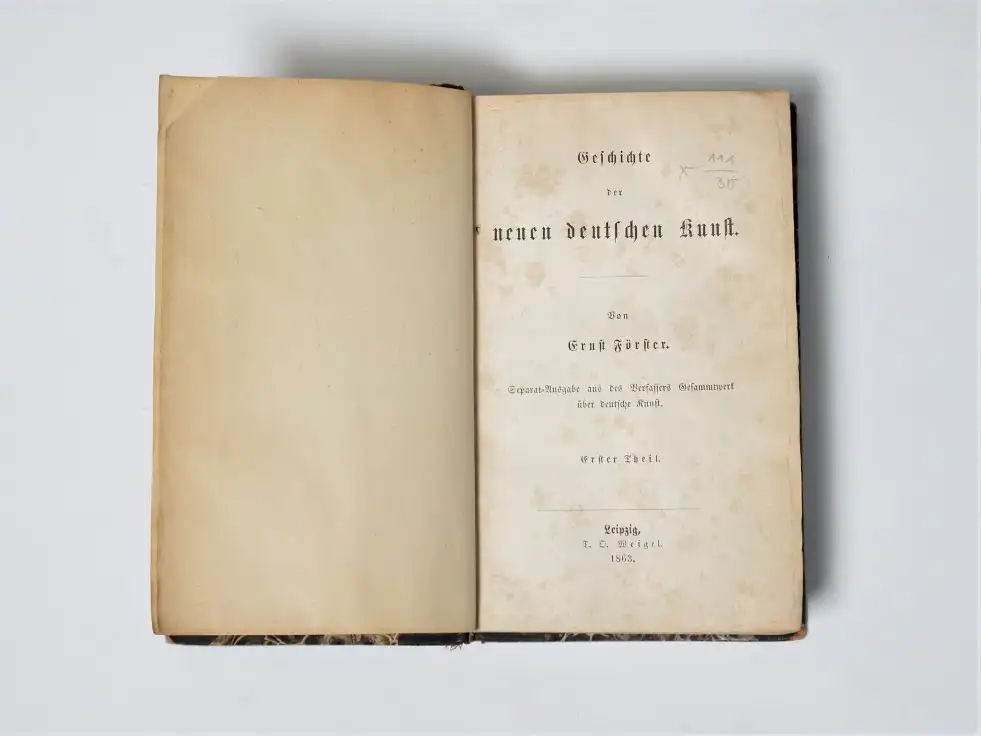 Geschichte
der
neuen deutschen Kunst.
Von
Ernst Förster.
Separat-Ausgabe aus des Verfassers Gesammtwerk
über deutsche Kunst.
Erster Theil.
Leipzig,
T. O. Weigel.
1863.